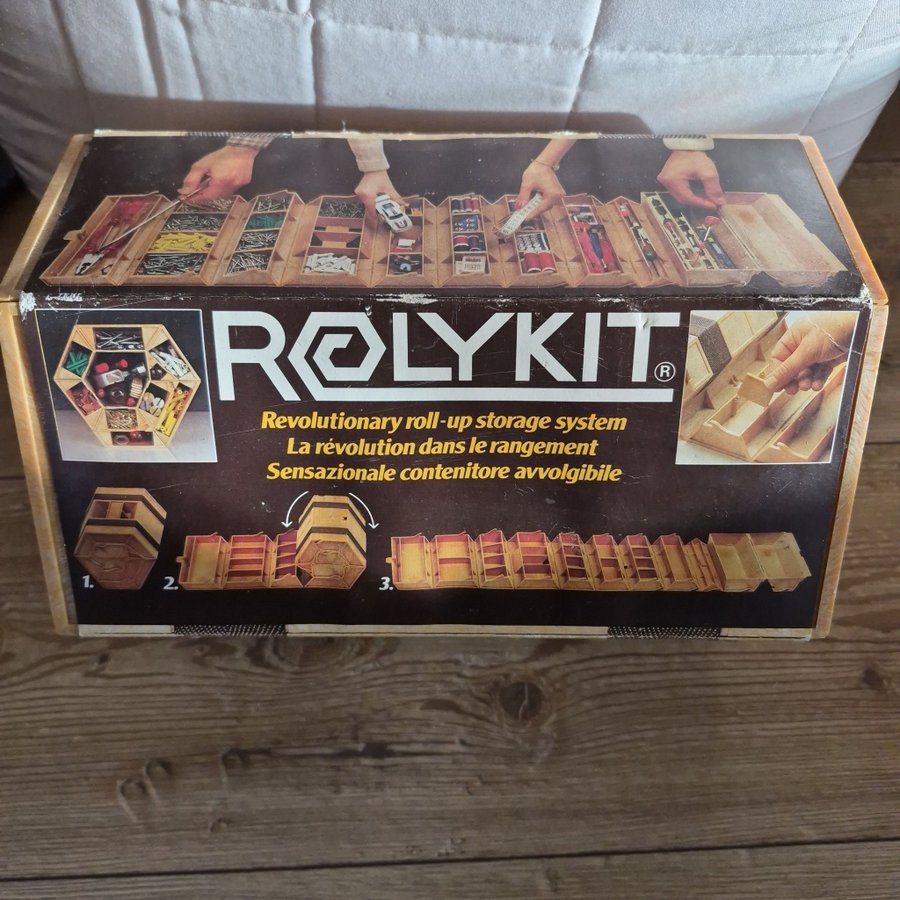 ROLYKIT®
Revolutionary roll-up storage system
La révolution dans le rangement
Sensazionale contenitore avvolgibile
1.
2.
3.